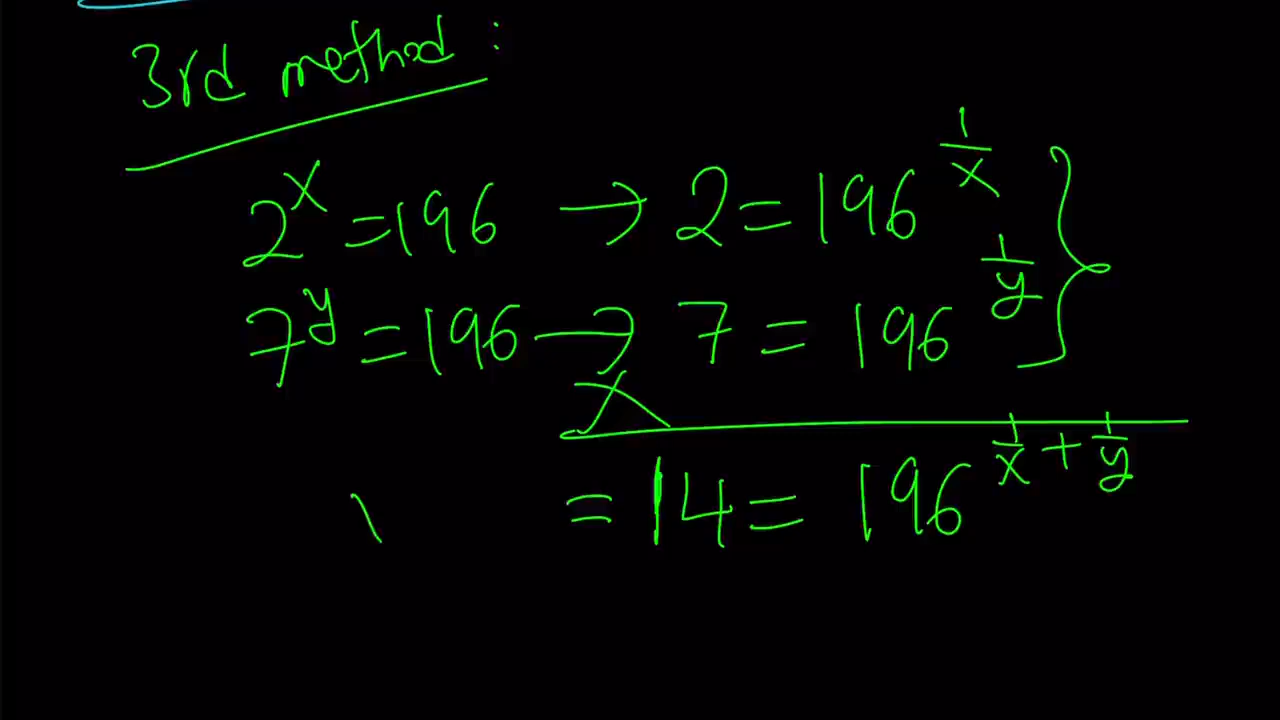 3rd method:
2^x = 196 → 2 = 196^(1/x)
7^y = 196 → 7 = 196^(1/y)
x
= 14 = 196^(1/x + 1/y)
\